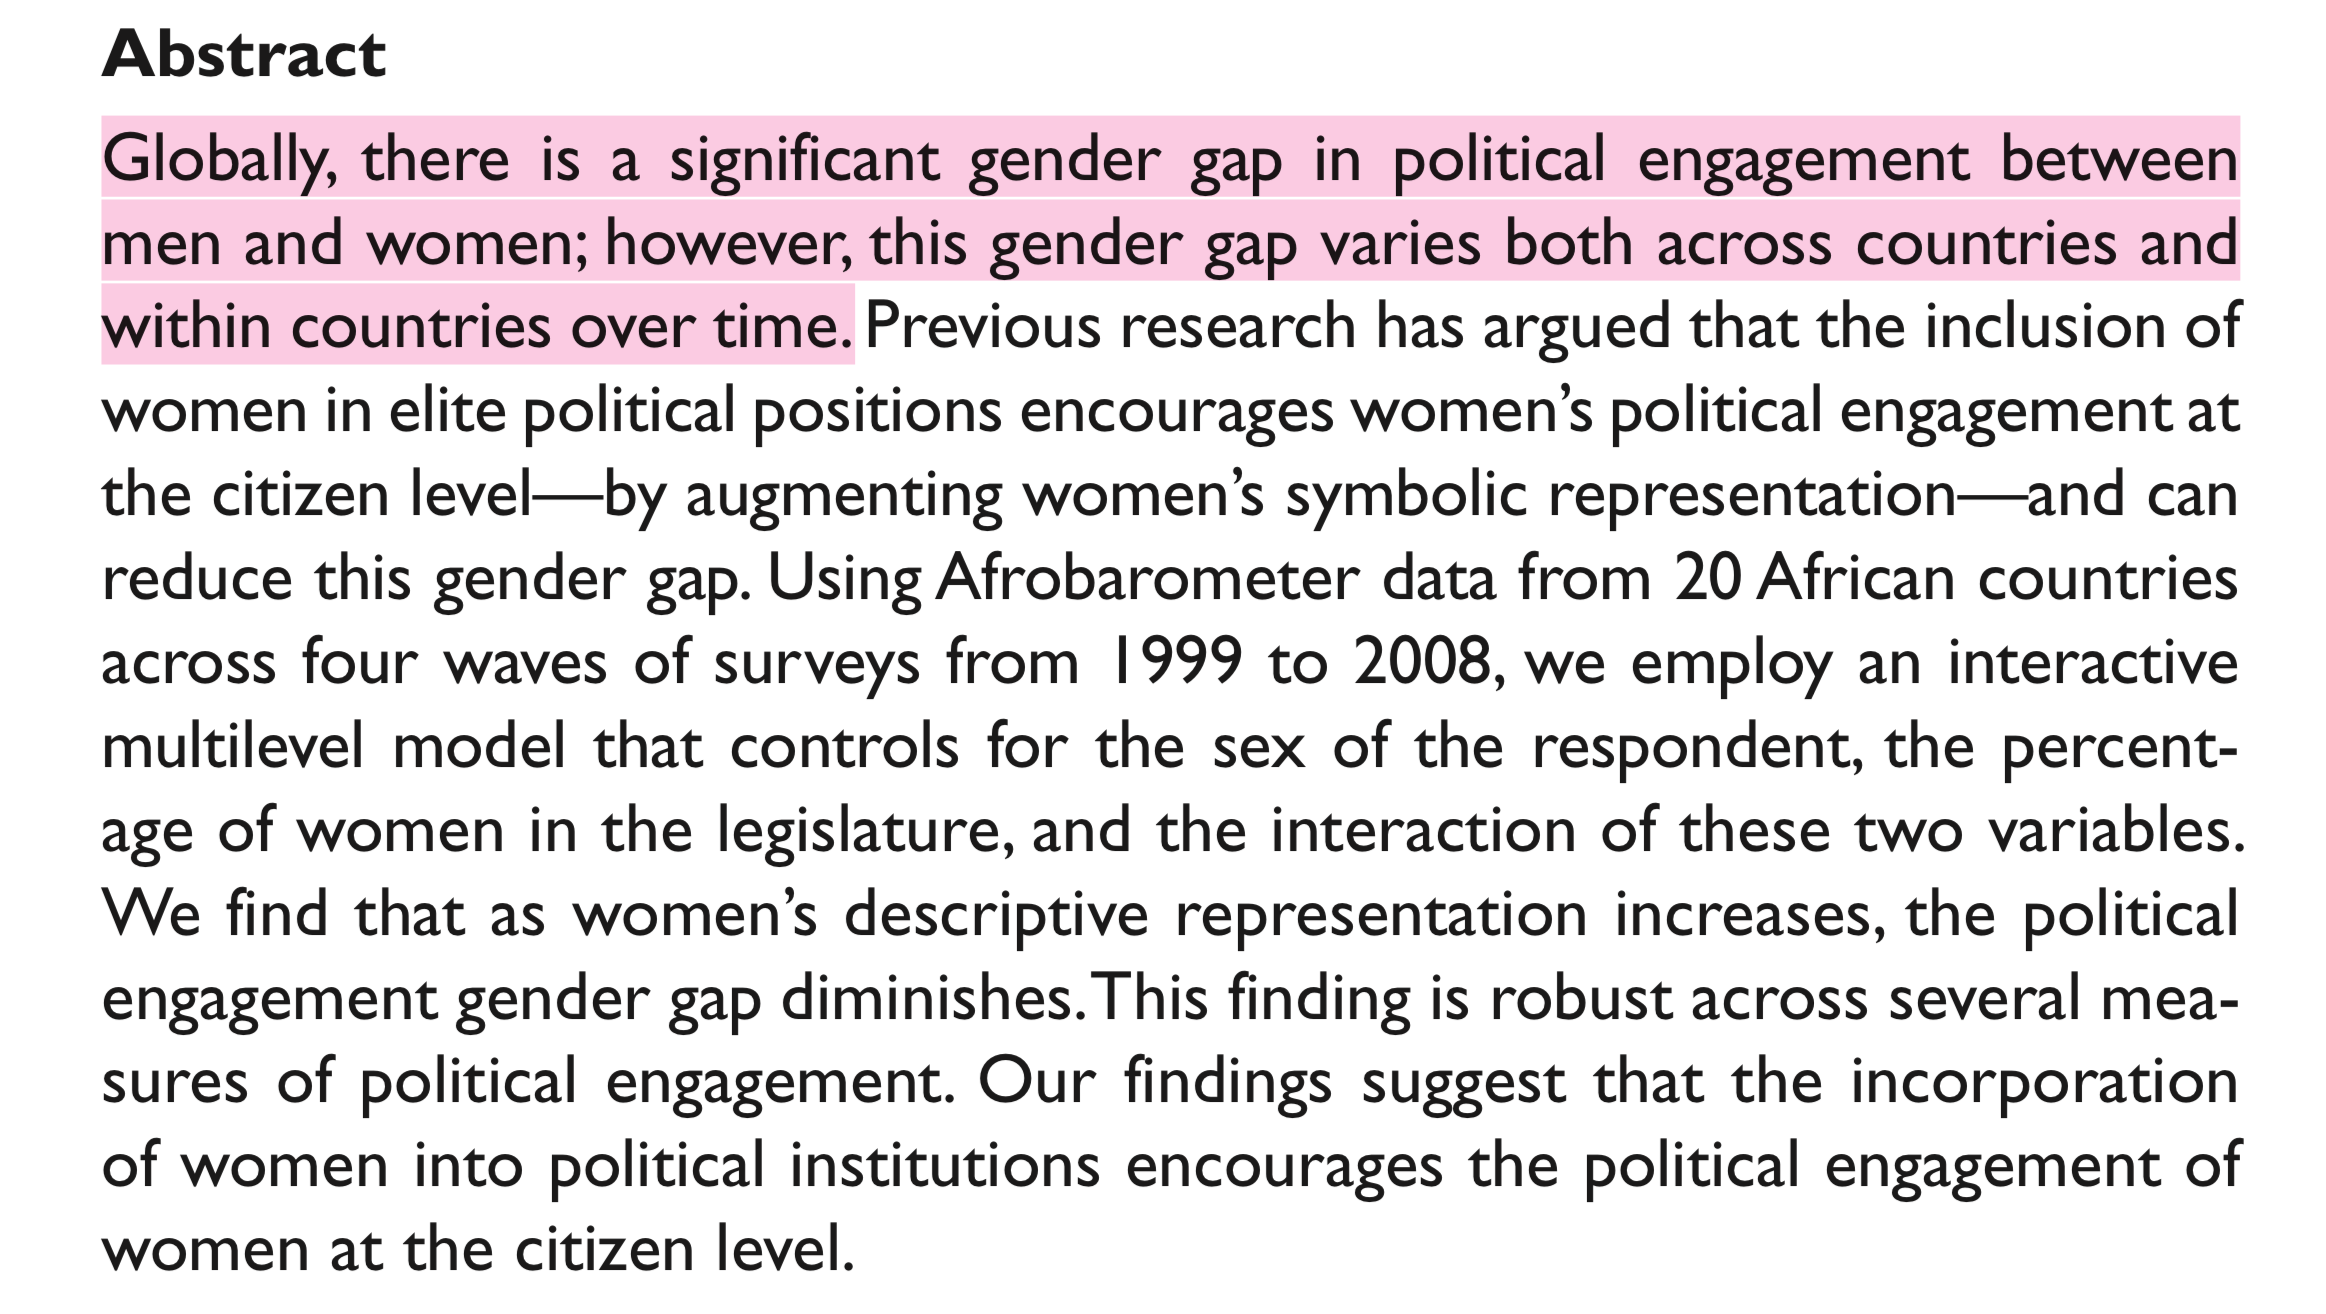 Abstract
Globally, there is a significant gender gap in political engagement between
men and women; however, this gender gap varies both across countries and
within countries over time. Previous research has argued that the inclusion of
women in elite political positions encourages women’s political engagement at
the citizen level—by augmenting women’s symbolic representation—and can
reduce this gender gap. Using Afrobarometer data from 20 African countries
across four waves of surveys from 1999 to 2008, we employ an interactive
multilevel model that controls for the sex of the respondent, the percent-
age of women in the legislature, and the interaction of these two variables.
We find that as women’s descriptive representation increases, the political
engagement gender gap diminishes. This finding is robust across several mea-
sures of political engagement. Our findings suggest that the incorporation
of women into political institutions encourages the political engagement of
women at the citizen level.